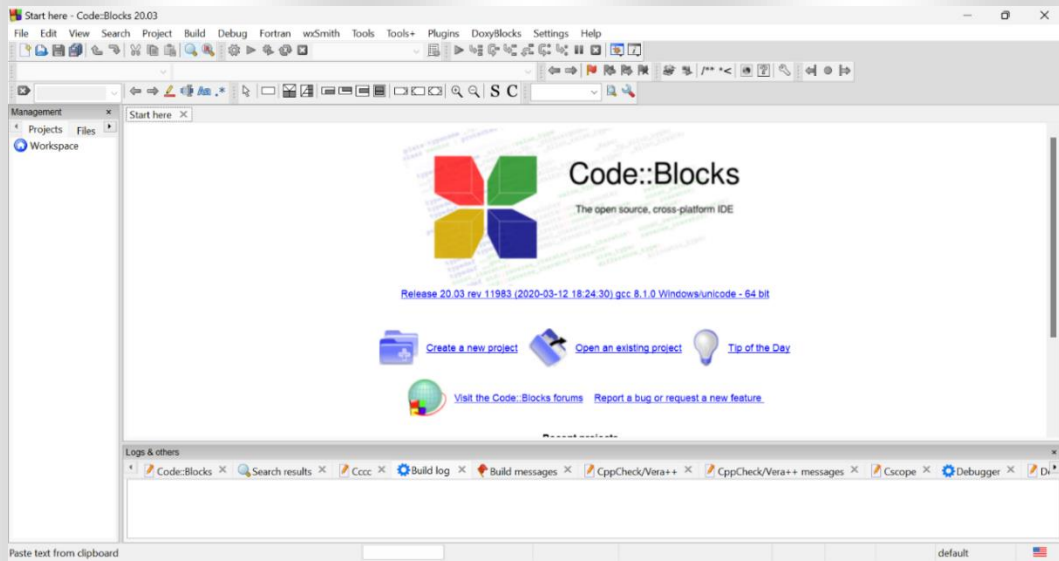 Start here - Code::Blocks 20.03
File Edit View Search Project Build Debug Fortran wxSmith Tools Tools+ Plugins DoxyBlocks Settings Help
/** *<
Aa .* S C
Management
Start here
Projects Files
Workspace
Code::Blocks
The open source, cross-platform IDE
Release 20.03 rev 11983 (2020-03-12 18:24:30) gcc 8.1.0 Windows/unicode - 64 bit
Create a new project Open an existing project Tip of the Day
Visit the Code::Blocks forums Report a bug or request a new feature
Logs & others
Code::Blocks Search results Cccc Build log Build messages CppCheck/Vera++ CppCheck/Vera++ messages Cscope Debugger
Paste text from clipboard default